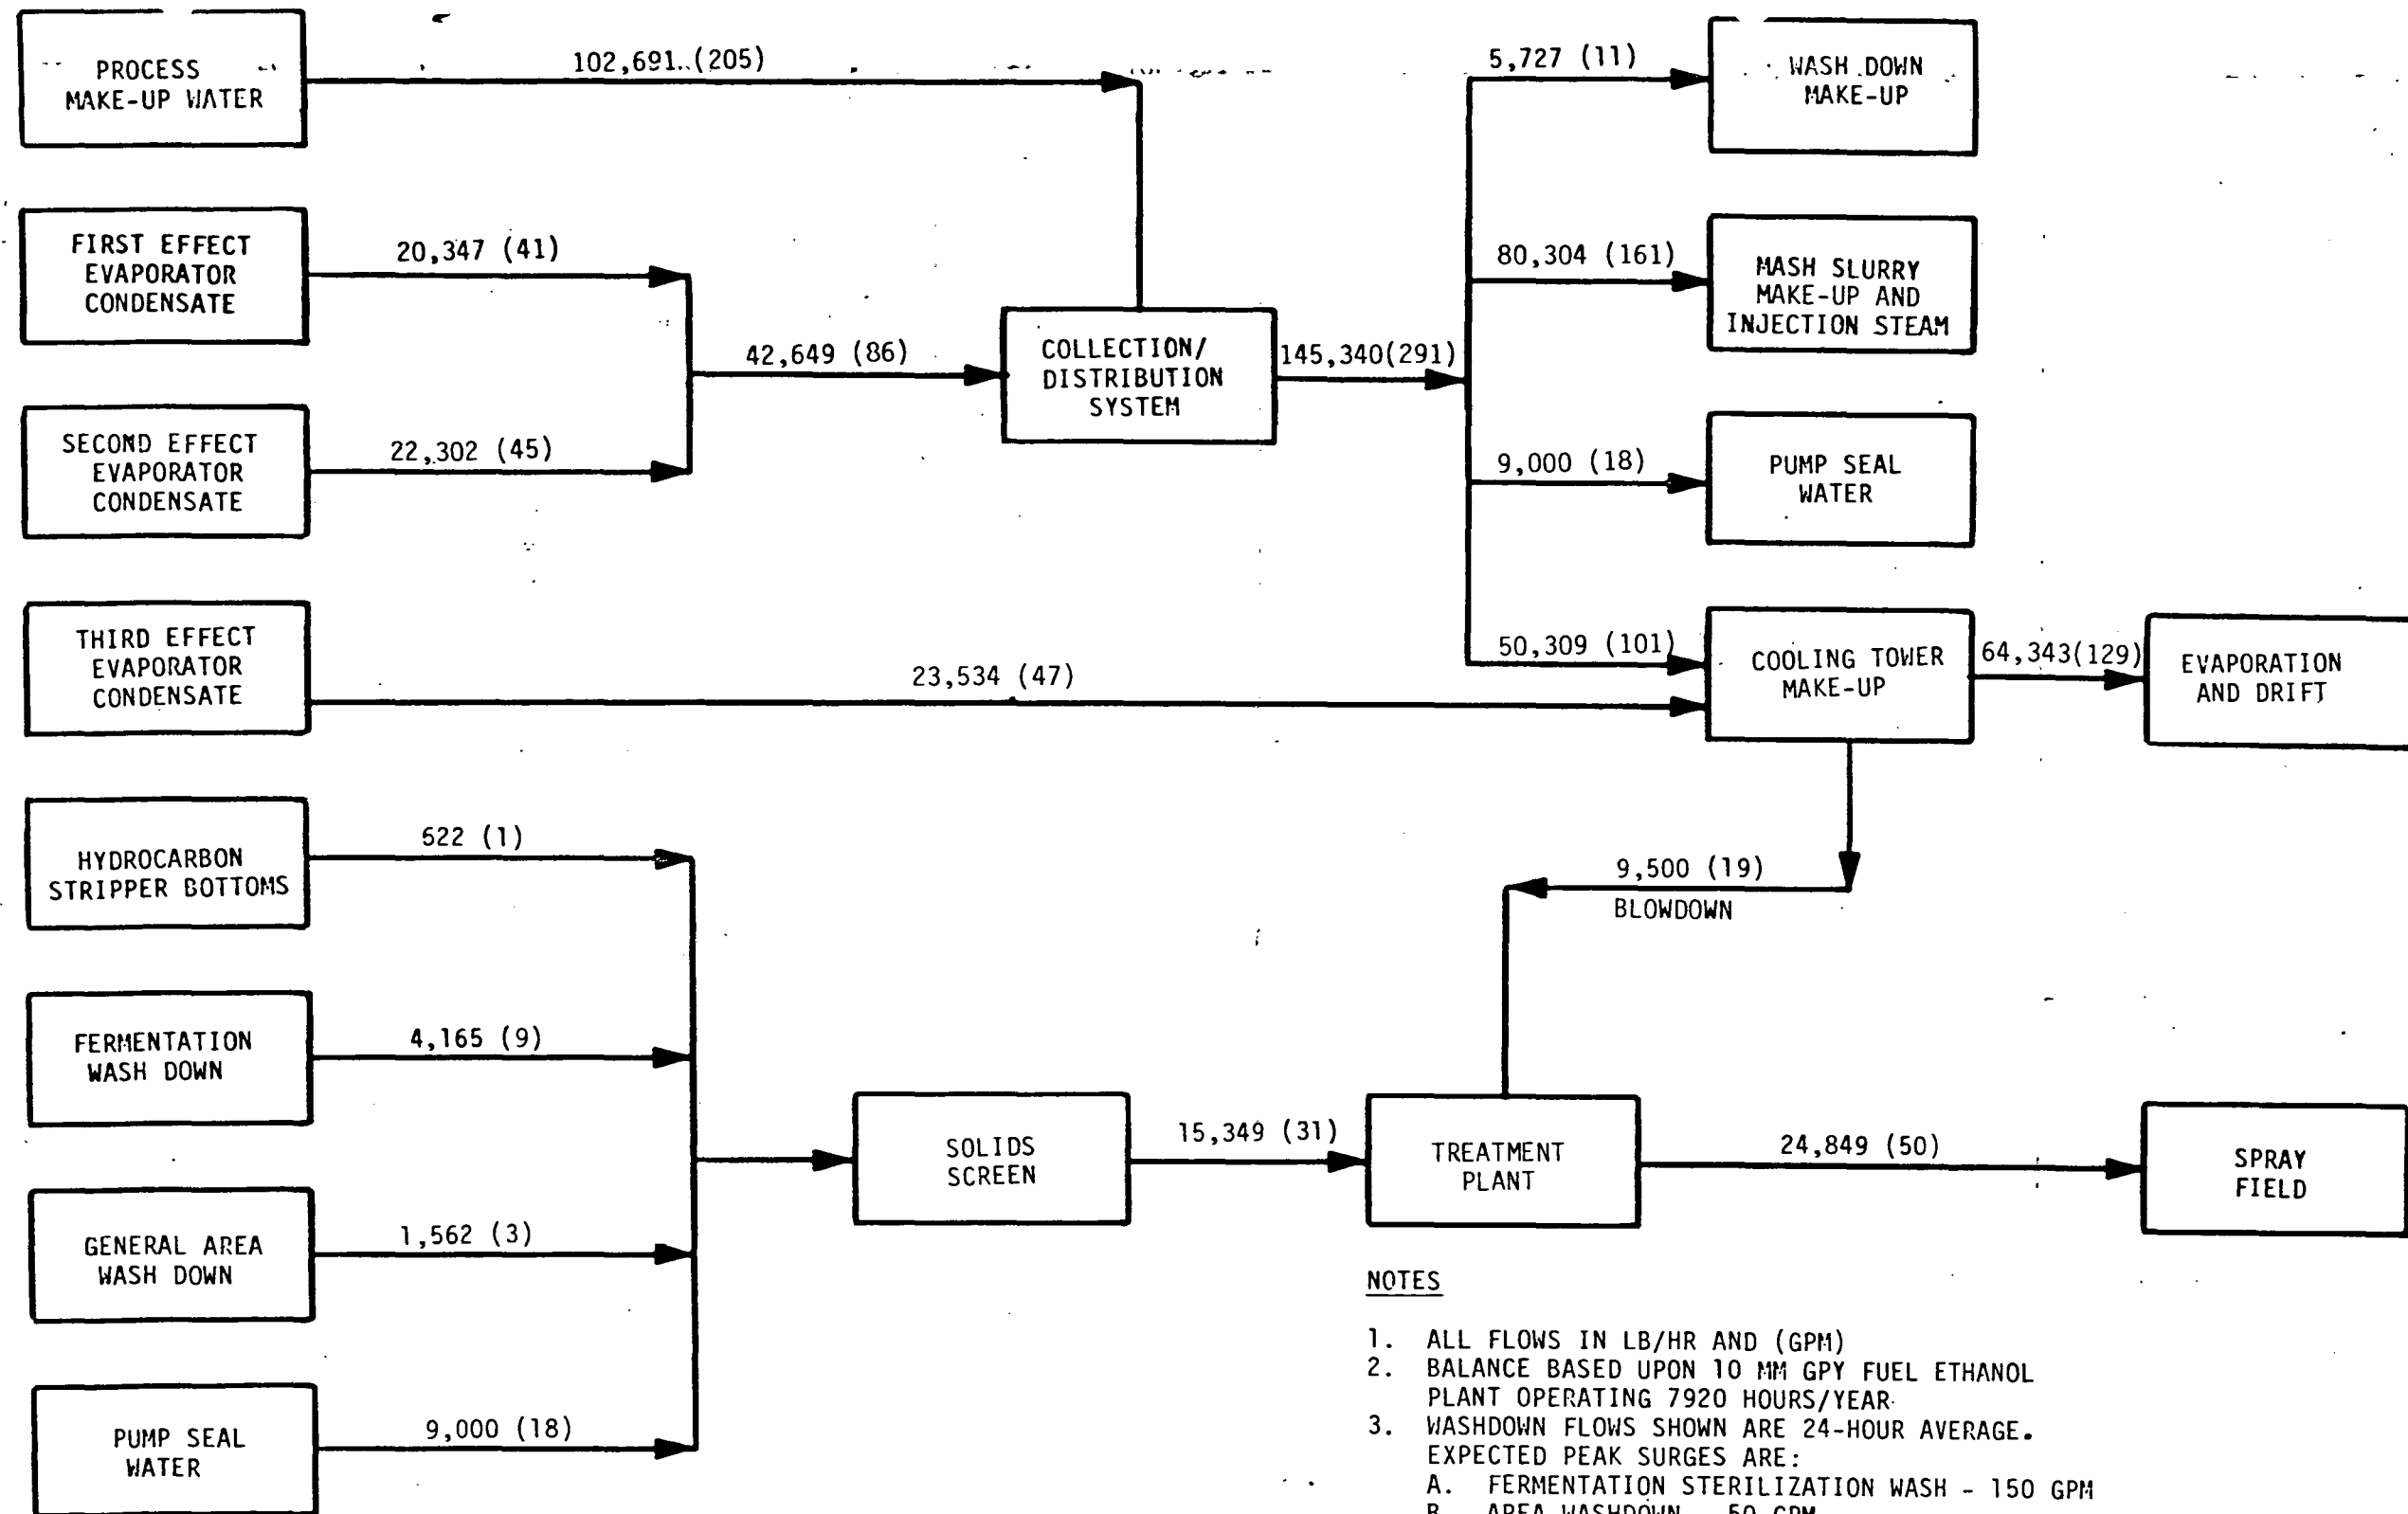 PROCESS
MAKE-UP WATER
102,691 (205)
5,727 (11)
WASH DOWN
MAKE-UP
FIRST EFFECT
EVAPORATOR
CONDENSATE
20,347 (41)
80,304 (161)
MASH SLURRY
MAKE-UP AND
INJECTION STEAM
42,649 (86)
COLLECTION/
DISTRIBUTION
SYSTEM
145,340(291)
SECOND EFFECT
EVAPORATOR
CONDENSATE
22,302 (45)
9,000 (18)
PUMP SEAL
WATER
THIRD EFFECT
EVAPORATOR
CONDENSATE
23,534 (47)
50,309 (101)
COOLING TOWER
MAKE-UP
64,343(129)
EVAPORATION
AND DRIFT
HYDROCARBON
STRIPPER BOTTOMS
622 (1)
9,500 (19)
BLOWDOWN
FERMENTATION
WASH DOWN
4,165 (9)
SOLIDS
SCREEN
15,349 (31)
TREATMENT
PLANT
24,849 (50)
SPRAY
FIELD
GENERAL AREA
WASH DOWN
1,562 (3)
PUMP SEAL
WATER
9,000 (18)
NOTES
1. ALL FLOWS IN LB/HR AND (GPM)
2. BALANCE BASED UPON 10 MM GPY FUEL ETHANOL
PLANT OPERATING 7920 HOURS/YEAR
3. WASHDOWN FLOWS SHOWN ARE 24-HOUR AVERAGE.
EXPECTED PEAK SURGES ARE:
A. FERMENTATION STERILIZATION WASH - 150 GPM
B. AREA WASHDOWN - 50 GPM